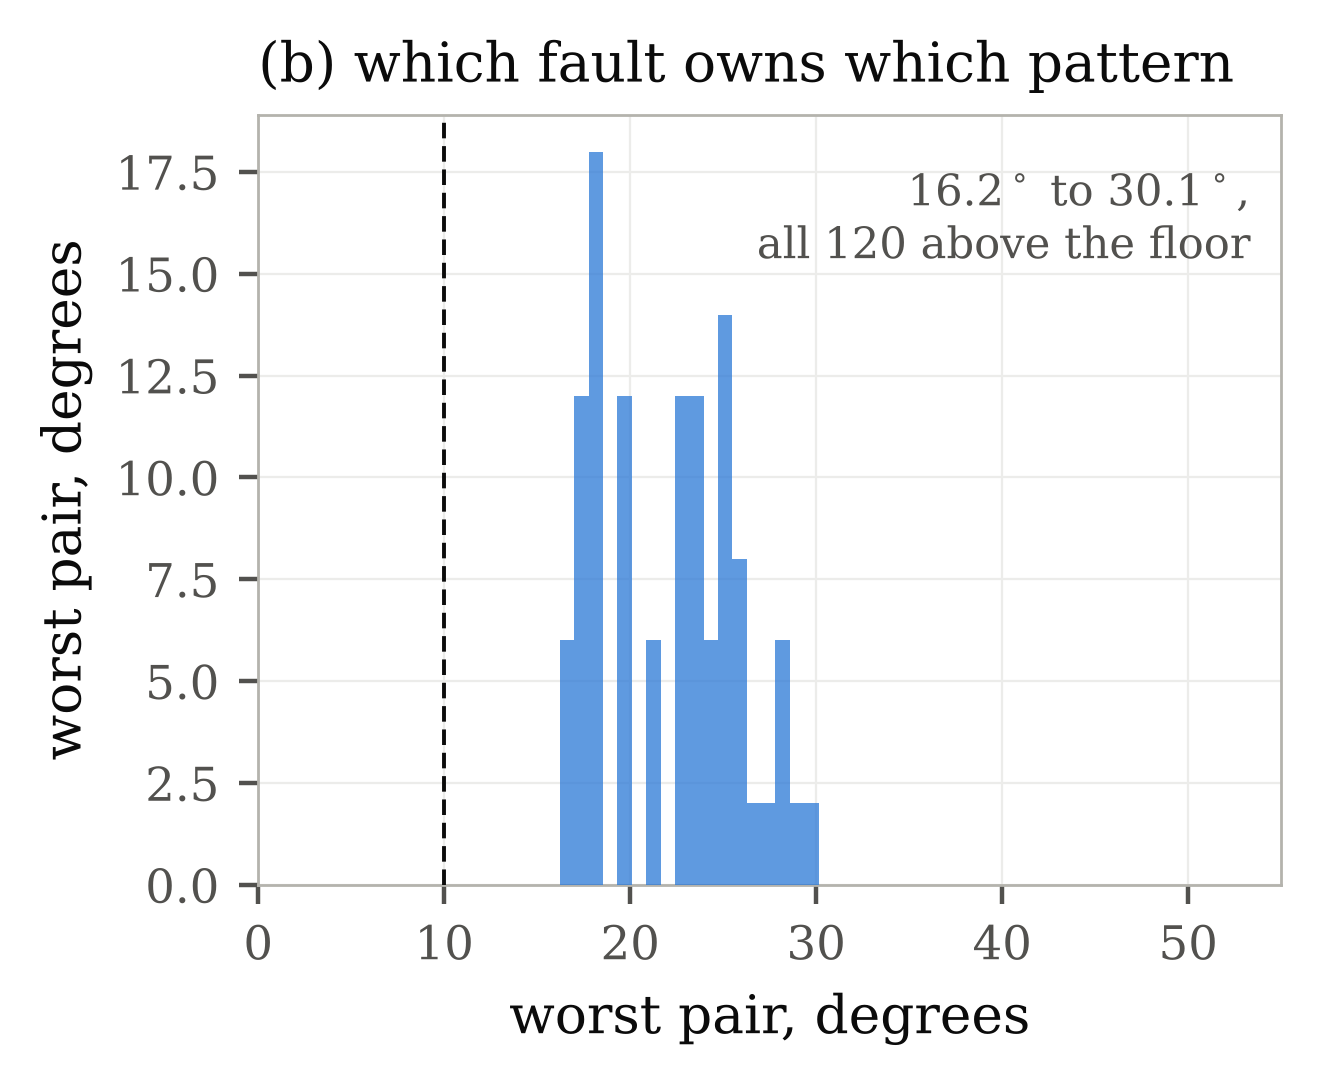 (b) which fault owns which pattern
16.2° to 30.1°,
all 120 above the floor
worst pair, degrees
17.5
15.0
12.5
10.0
7.5
5.0
2.5
0.0
0 10 20 30 40 50
worst pair, degrees